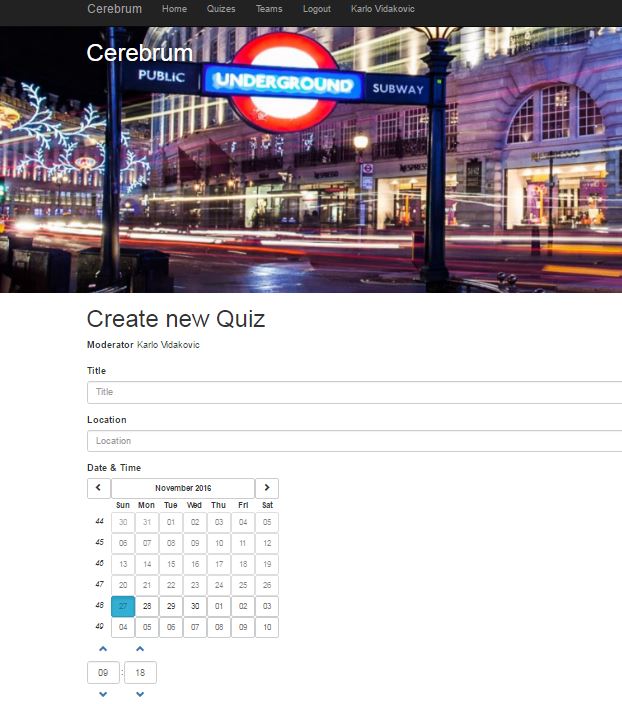 Cerebrum Home Quizes Teams Logout Karlo Vidakovic
Cerebrum
PUBLIC UNDERGROUND SUBWAY
NESPRESSO NESPRESSO
Create new Quiz
Moderator Karlo Vidakovic
Title
Title
Location
Location
Date & Time
November 2016
Sun Mon Tue Wed Thu Fri Sat
44 30 31 01 02 03 04 05
45 06 07 08 09 10 11 12
46 13 14 15 16 17 18 19
47 20 21 22 23 24 25 26
48 27 28 29 30 01 02 03
49 04 05 06 07 08 09 10
09 : 18